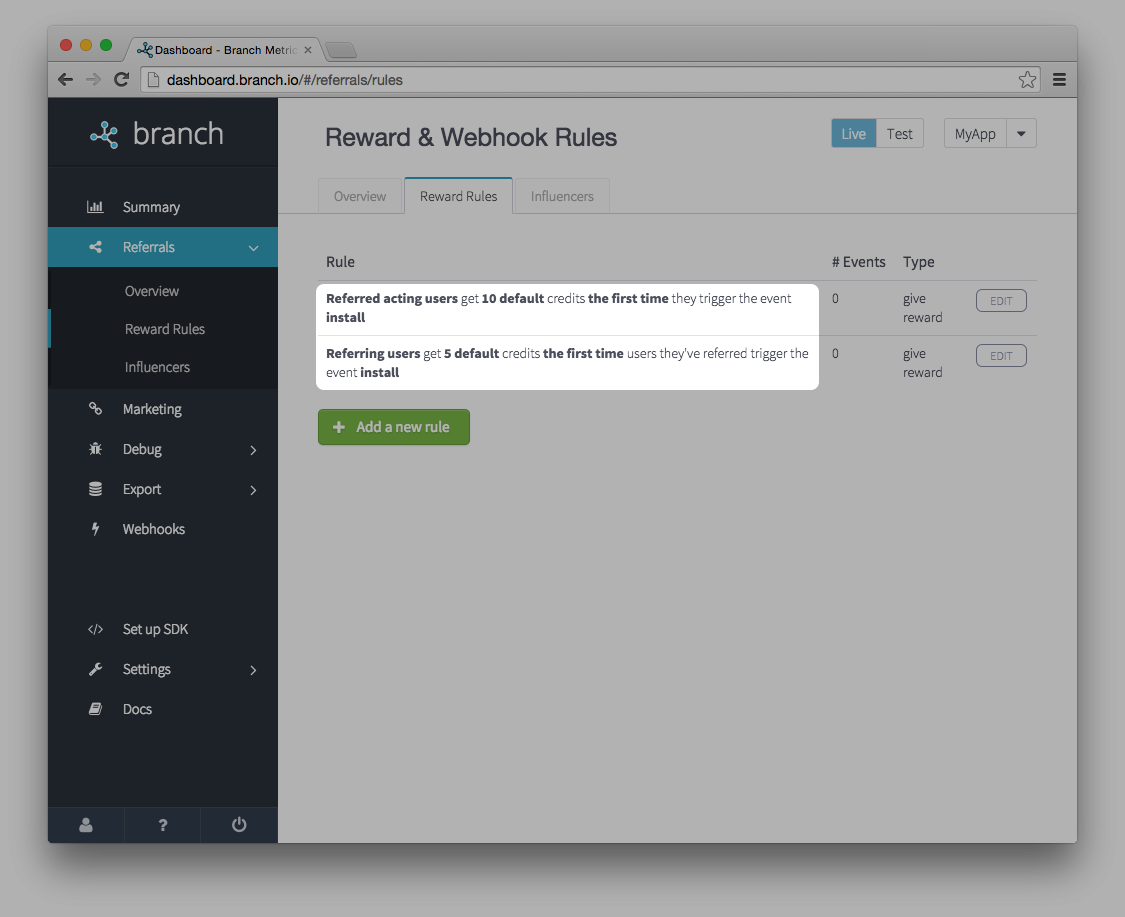 Dashboard - Branch Metric
dashboard.branch.io/#/referrals/rules
branch
Summary
Referrals
Overview
Reward Rules
Influencers
Marketing
Debug
Export
Webhooks
Set up SDK
Settings
Docs
?
Reward & Webhook Rules
Live Test MyApp
Overview Reward Rules Influencers
Rule # Events Type
Referred acting users get 10 default credits the first time they trigger the event
install
0
give
reward
EDIT
Referring users get 5 default credits the first time users they've referred trigger the
event install
0
give
reward
EDIT
Add a new rule